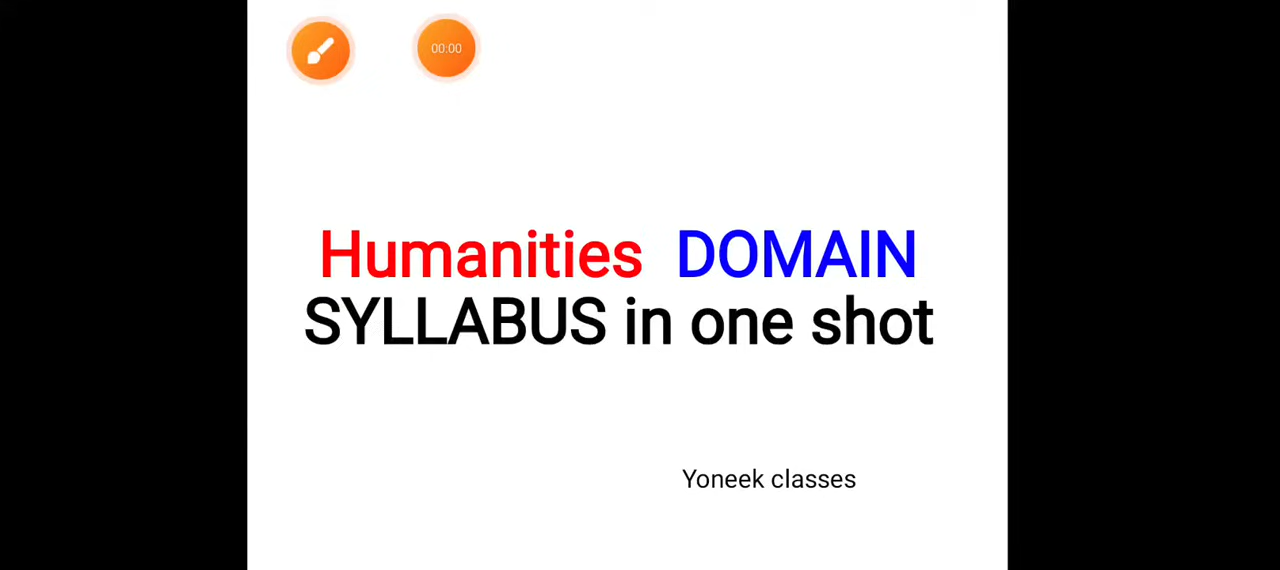 00:00
Humanities DOMAIN
SYLLABUS in one shot
Yoneek classes